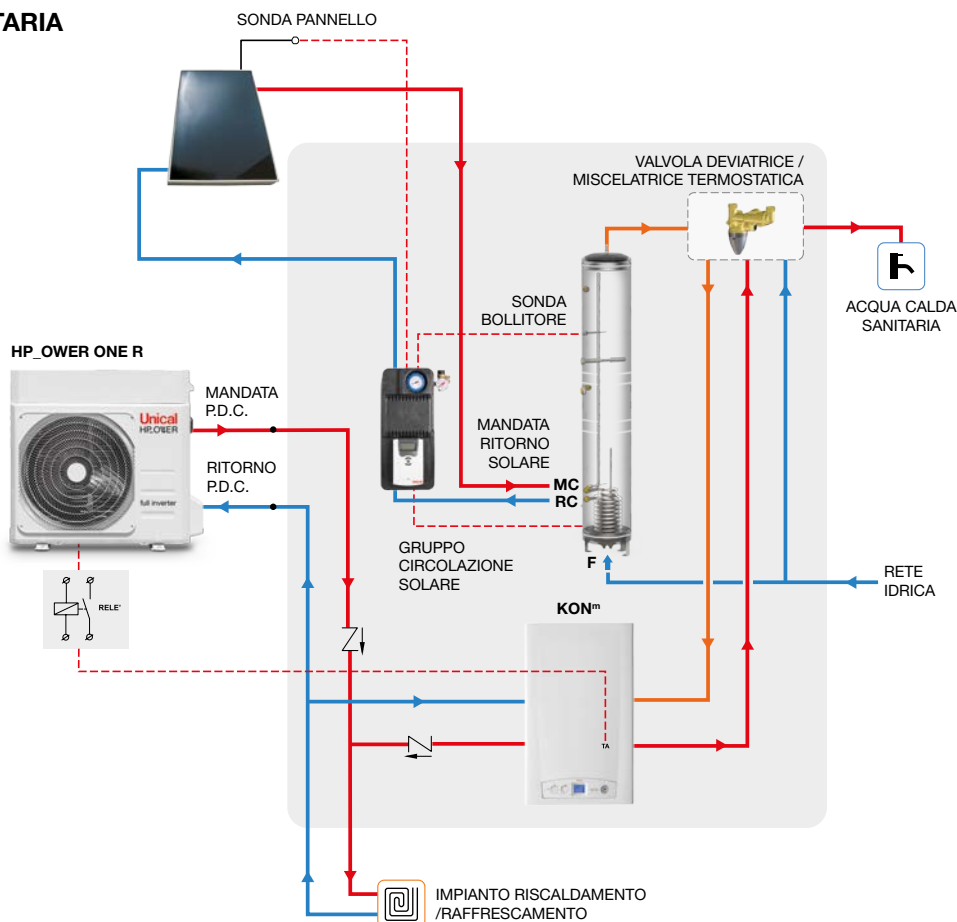 TARIA
SONDA PANNELLO
VALVOLA DEVIATRICE /
MISCELATRICE TERMOSTATICA
ACQUA CALDA
SANITARIA
SONDA
BOLLITORE
HP_OWER ONE R
MANDATA
P.D.C.
Unical
HP_OWER
RITORNO
P.D.C.
full inverter
MANDATA
RITORNO
SOLARE
MC
RC
GRUPPO
CIRCOLAZIONE
SOLARE
F
RETE
IDRICA
RELE'
KONᵐ
TA
IMPIANTO RISCALDAMENTO
/RAFFRESCAMENTO